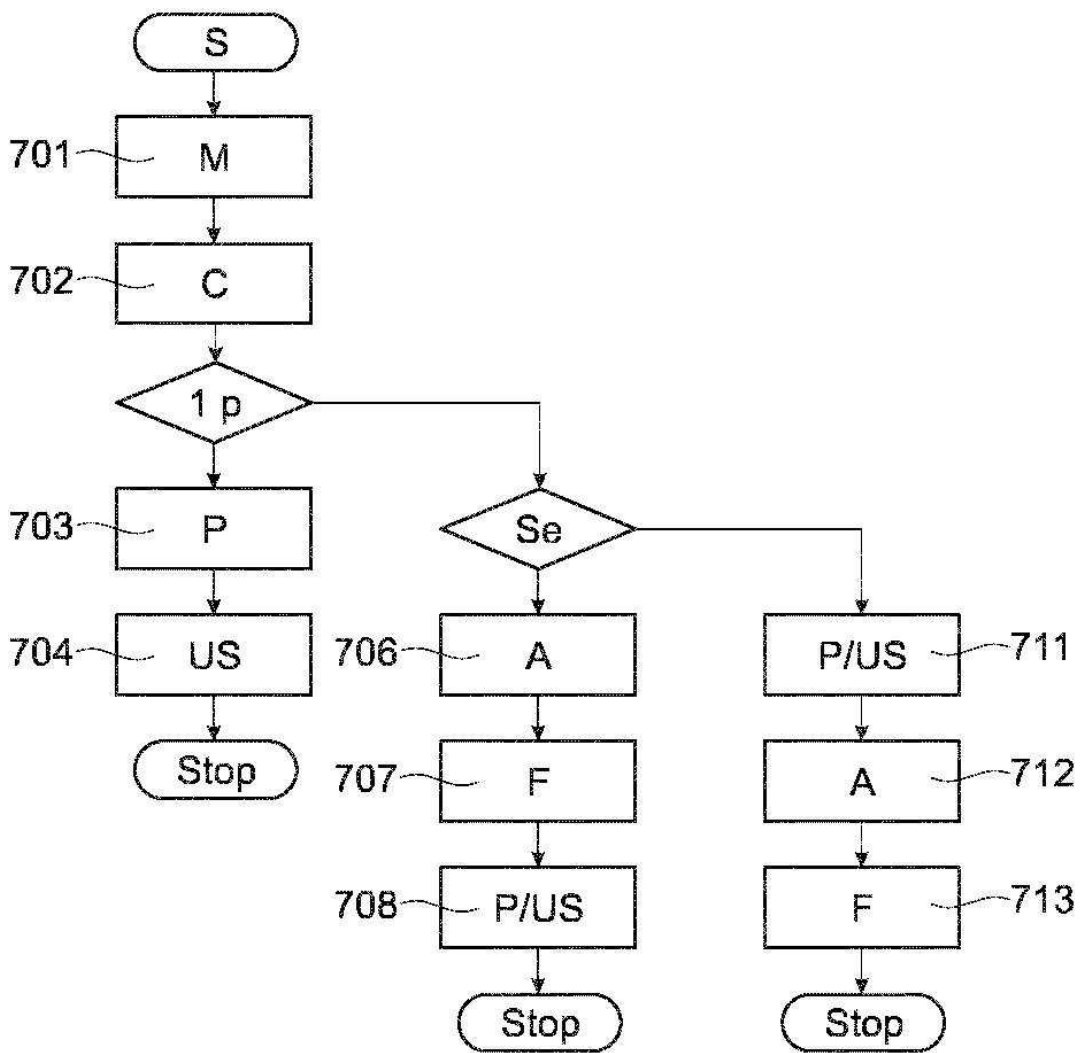 S
701 M
702 C
1 p
703 P
Se
704 US
706 A
P/US 711
Stop
707 F
A 712
708 P/US
F 713
Stop
Stop